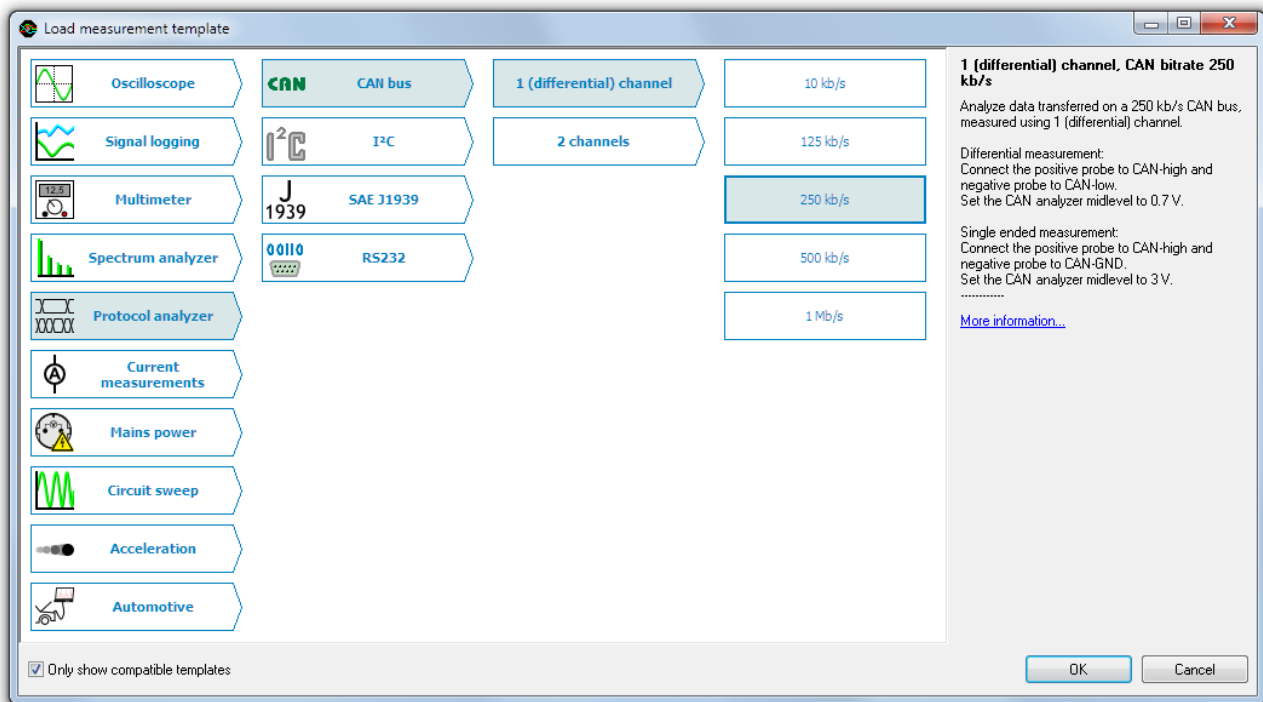 Load measurement template
Oscilloscope
Signal logging
12,5
Multimeter
Spectrum analyzer
Protocol analyzer
A
Current
measurements
Mains power
Circuit sweep
Acceleration
Automotive
CAN
CAN bus
I²C
I²C
J
1939
SAE J1939
00110
RS232
1 (differential) channel
2 channels
10 kb/s
125 kb/s
250 kb/s
500 kb/s
1 Mb/s
1 (differential) channel, CAN bitrate 250
kb/s
Analyze data transferred on a 250 kb/s CAN bus,
measured using 1 (differential) channel.
Differential measurement:
Connect the positive probe to CAN-high and
negative probe to CAN-low.
Set the CAN analyzer midlevel to 0.7 V.
Single ended measurement:
Connect the positive probe to CAN-high and
negative probe to CAN-GND.
Set the CAN analyzer midlevel to 3 V.
------------
More information...
Only show compatible templates
OK
Cancel